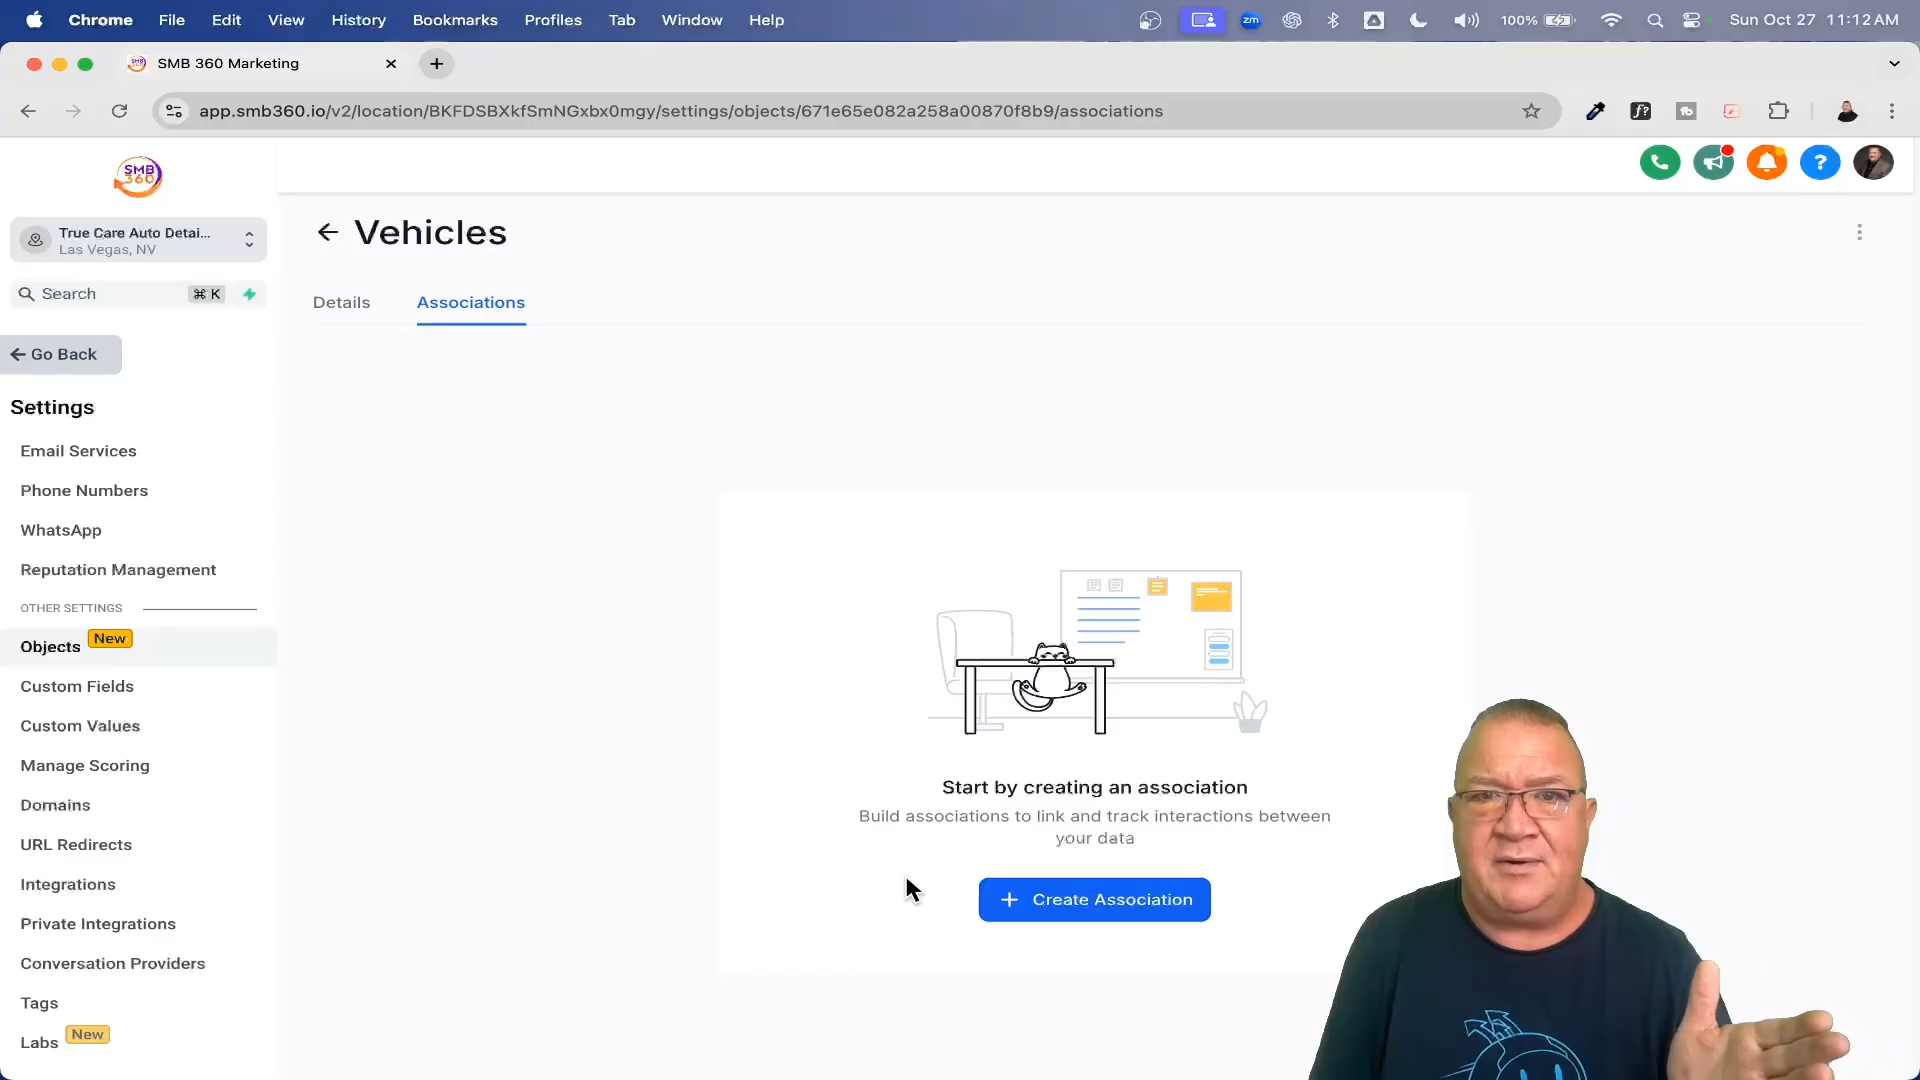 Chrome File Edit View History Bookmarks Profiles Tab Window Help zm 100% Sun Oct 27 11:12 AM
SMB 360 Marketing
app.smb360.io/v2/location/BKFDSBXkfSmNGxbx0mgy/settings/objects/671e65e082a258a00870f8b9/associations
SMB
360
True Care Auto Detai...
Las Vegas, NV
Search ⌘ K
Go Back
Settings
Email Services
Phone Numbers
WhatsApp
Reputation Management
OTHER SETTINGS
Objects New
Custom Fields
Custom Values
Manage Scoring
Domains
URL Redirects
Integrations
Private Integrations
Conversation Providers
Tags
Labs New
Vehicles
Details Associations
Start by creating an association
Build associations to link and track interactions between
your data
+ Create Association